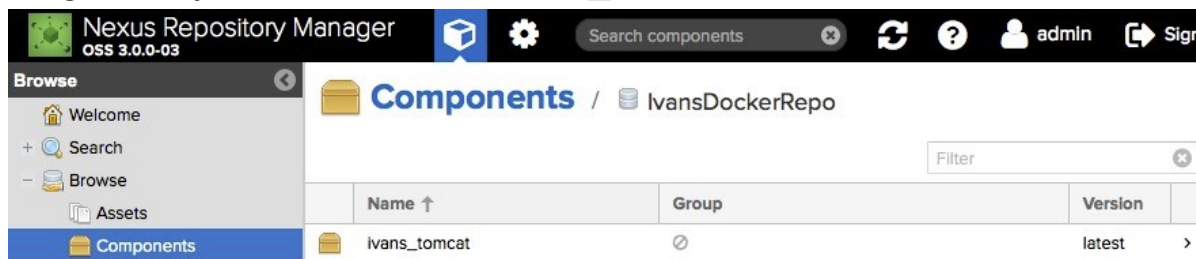 Nexus Repository Manager
OSS 3.0.0-03
Search components
admin
Sign
Browse
Components / IvansDockerRepo
Welcome
Search
Filter
Browse
Assets
Name ↑ Group Version
Components
ivans_tomcat latest